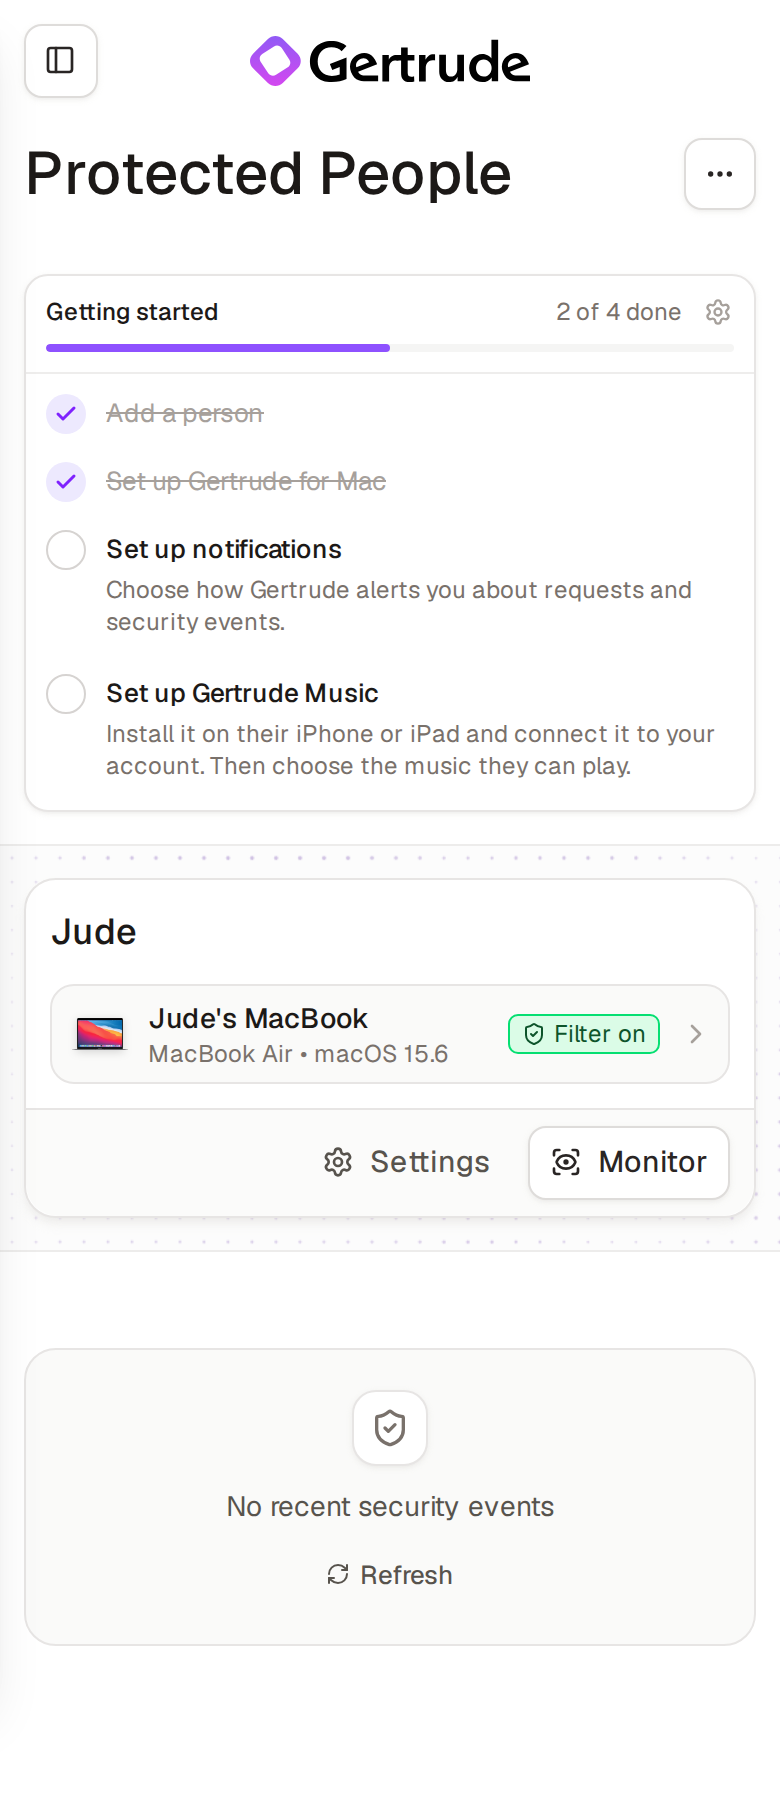 Gertrude
Protected People
Getting started
2 of 4 done
Add a person
Set up Gertrude for Mac
Set up notifications
Choose how Gertrude alerts you about requests and
security events.
Set up Gertrude Music
Install it on their iPhone or iPad and connect it to your
account. Then choose the music they can play.
Jude
Jude's MacBook
MacBook Air • macOS 15.6
Filter on
Settings
Monitor
No recent security events
Refresh